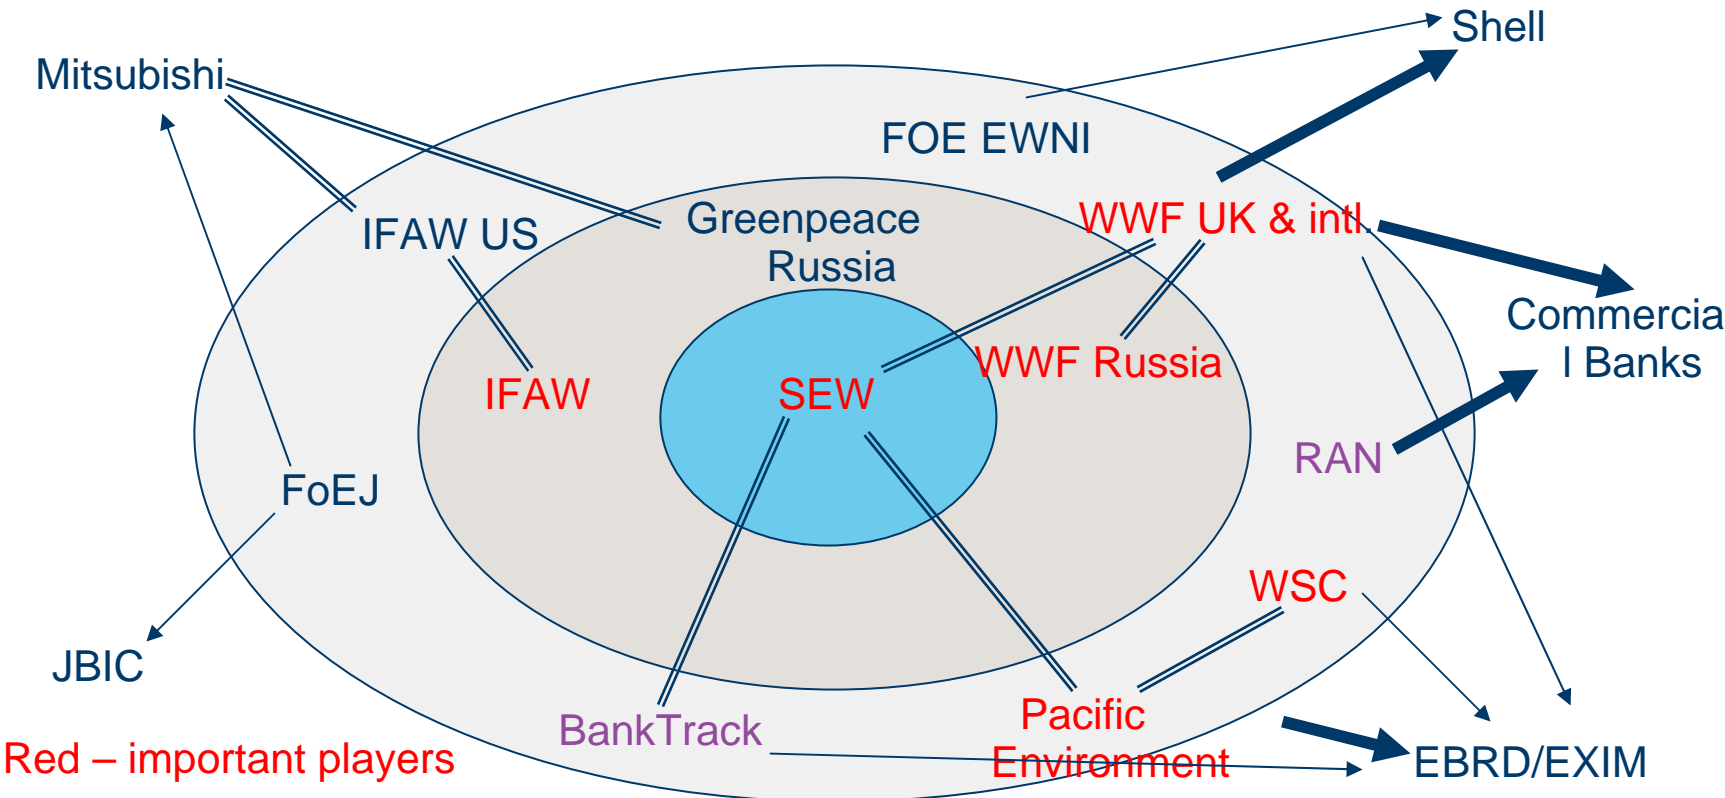 Shell
Mitsubishi
FOE EWNI
Greenpeace
Russia
WWF UK & intl.
IFAW US
Commercia
l Banks
WWF Russia
IFAW
SEW
RAN
FoEJ
WSC
JBIC
BankTrack
Pacific
Environment
Red – important players
EBRD/EXIM